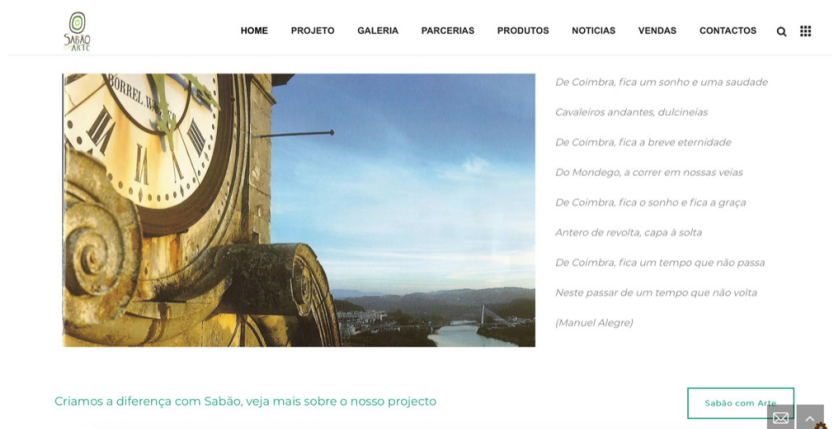 SABÃO
ARTE
HOME PROJETO GALERIA PARCERIAS PRODUTOS NOTICIAS VENDAS CONTACTOS
De Coimbra, fica um sonho e uma saudade
Cavaleiros andantes, dulcineias
De Coimbra, fica a breve eternidade
Do Mondego, a correr em nossas veias
De Coimbra, fica o sonho e fica a graça
Antero de revolta, capa à solta
De Coimbra, fica um tempo que não passa
Neste passar de um tempo que não volta
(Manuel Alegre)
Criamos a diferença com Sabão, veja mais sobre o nosso projecto
Sabão com Arte